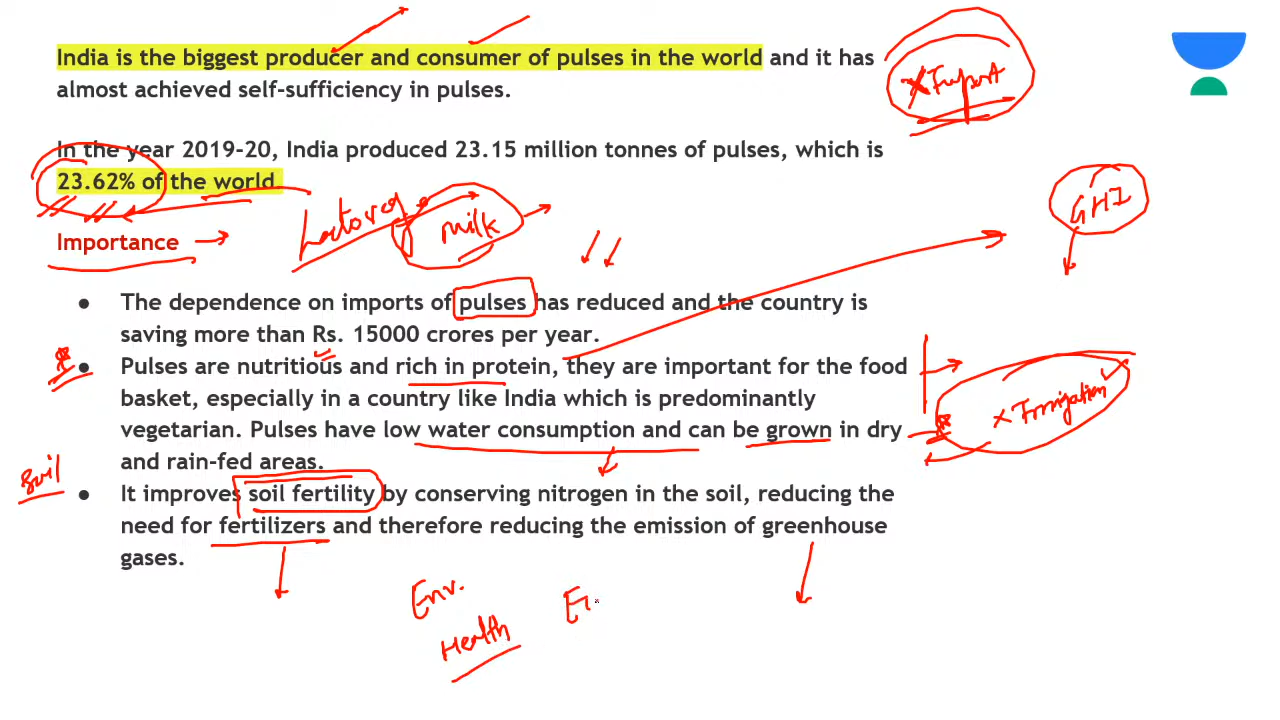 India is the biggest producer and consumer of pulses in the world and it has
almost achieved self-sufficiency in pulses.
X Import
In the year 2019-20, India produced 23.15 million tonnes of pulses, which is
23.62% of the world
GHI
milk
Importance →
The dependence on imports of pulses has reduced and the country is
saving more than Rs. 15000 crores per year.
Pulses are nutritious and rich in protein, they are important for the food
basket, especially in a country like India which is predominantly
vegetarian. Pulses have low water consumption and can be grown in dry
and rain-fed areas.
X Irrigation
Soil
It improves soil fertility by conserving nitrogen in the soil, reducing the
need for fertilizers and therefore reducing the emission of greenhouse
gases.
Env.
Health